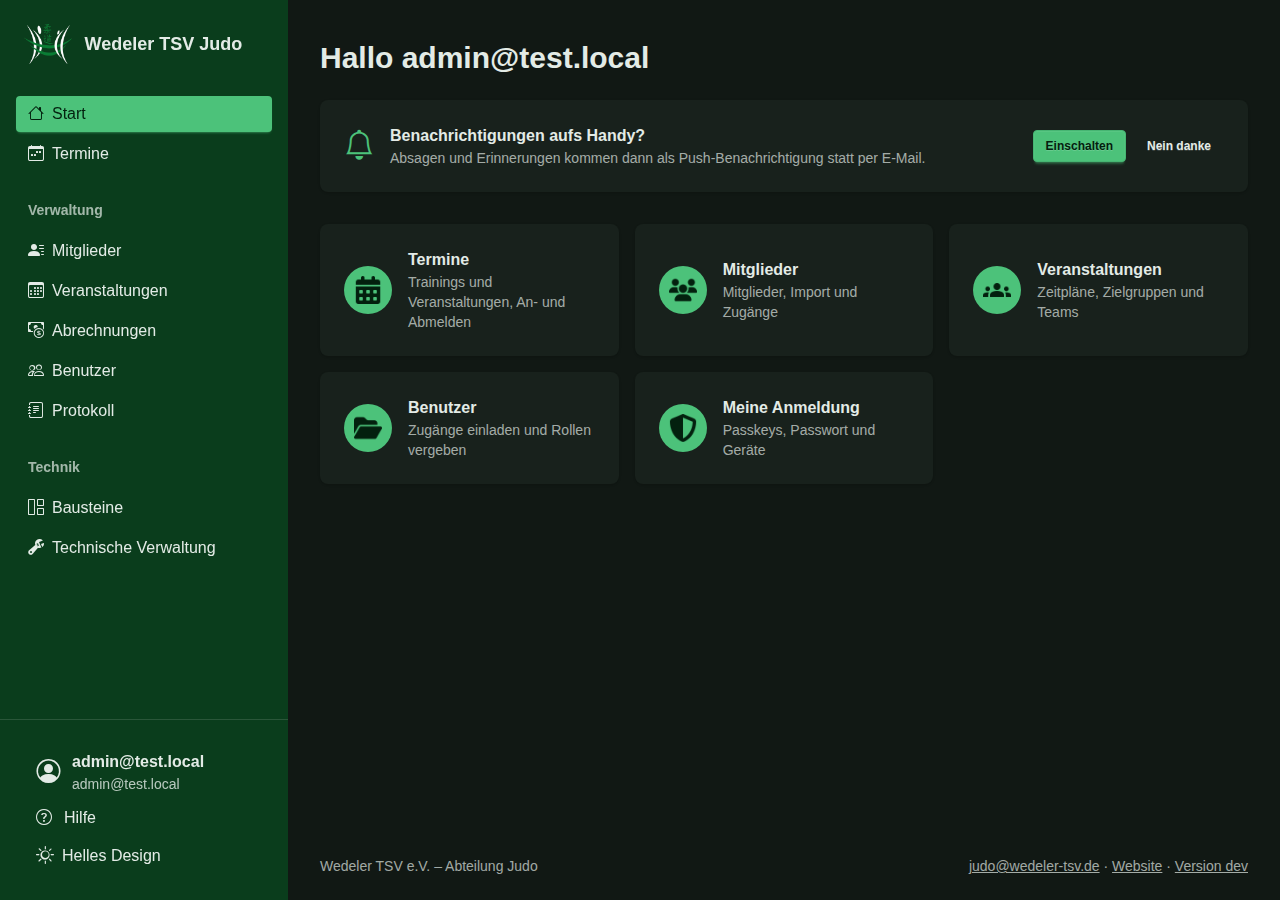 Wedeler TSV Judo
Start
Termine
Verwaltung
Mitglieder
Veranstaltungen
Abrechnungen
Benutzer
Protokoll
Technik
Bausteine
Technische Verwaltung
admin@test.local
admin@test.local
Hilfe
Helles Design
Hallo admin@test.local
Benachrichtigungen aufs Handy?
Absagen und Erinnerungen kommen dann als Push-Benachrichtigung statt per E-Mail.
Einschalten
Nein danke
Termine
Trainings und
Veranstaltungen, An- und
Abmelden
Mitglieder
Mitglieder, Import und
Zugänge
Veranstaltungen
Zeitpläne, Zielgruppen und
Teams
Benutzer
Zugänge einladen und Rollen
vergeben
Meine Anmeldung
Passkeys, Passwort und
Geräte
Wedeler TSV e.V. – Abteilung Judo
judo@wedeler-tsv.de · Website · Version dev